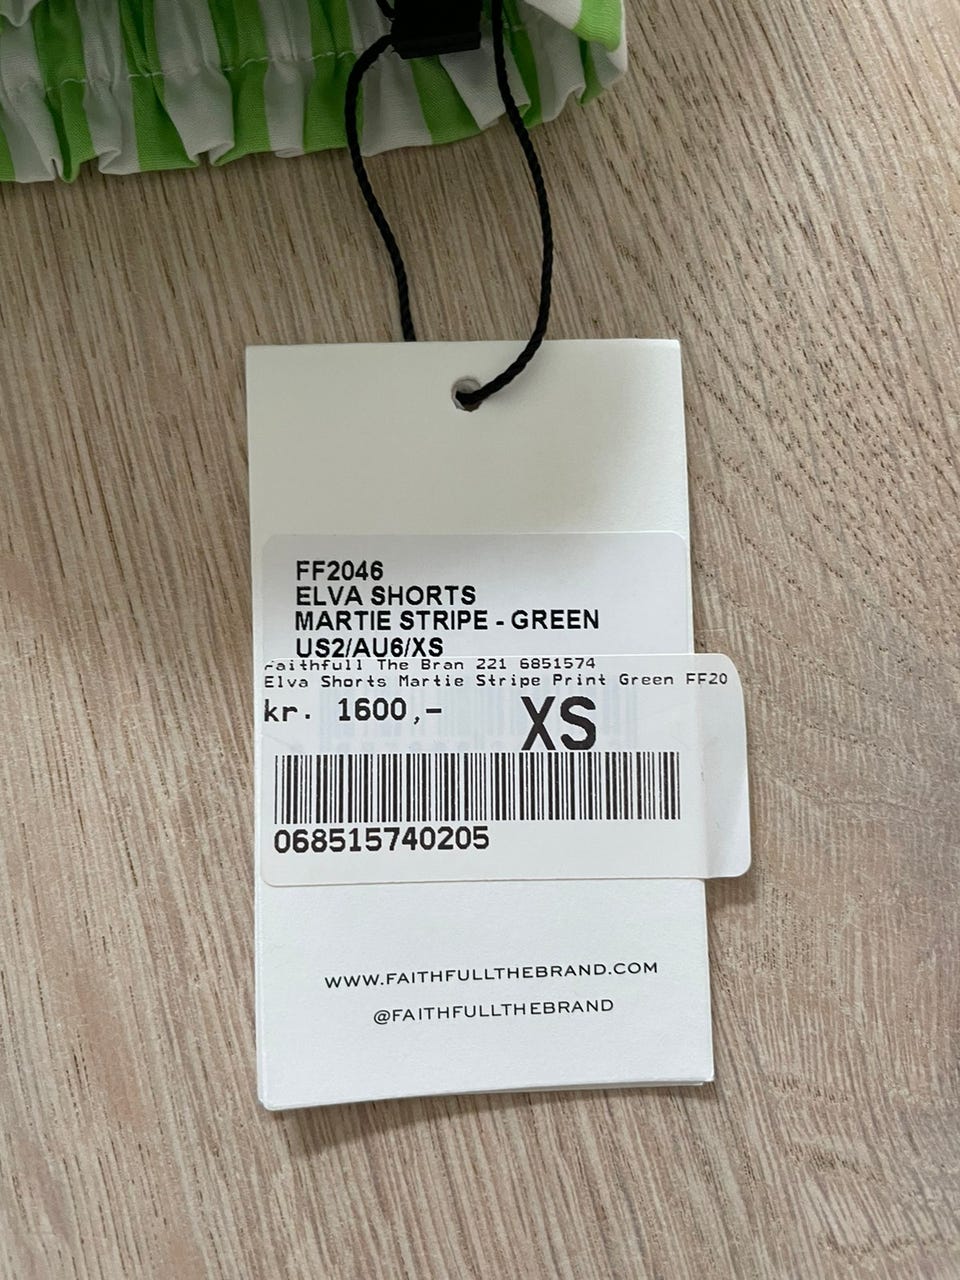 FF2046
ELVA SHORTS
MARTIE STRIPE - GREEN
US2/AU6/XS
Faithfull The Bran 221 6851574
Elva Shorts Martie Stripe Print Green FF20
kr. 1600,- XS
068515740205
WWW.FAITHFULLTHEBRAND.COM
@FAITHFULLTHEBRAND